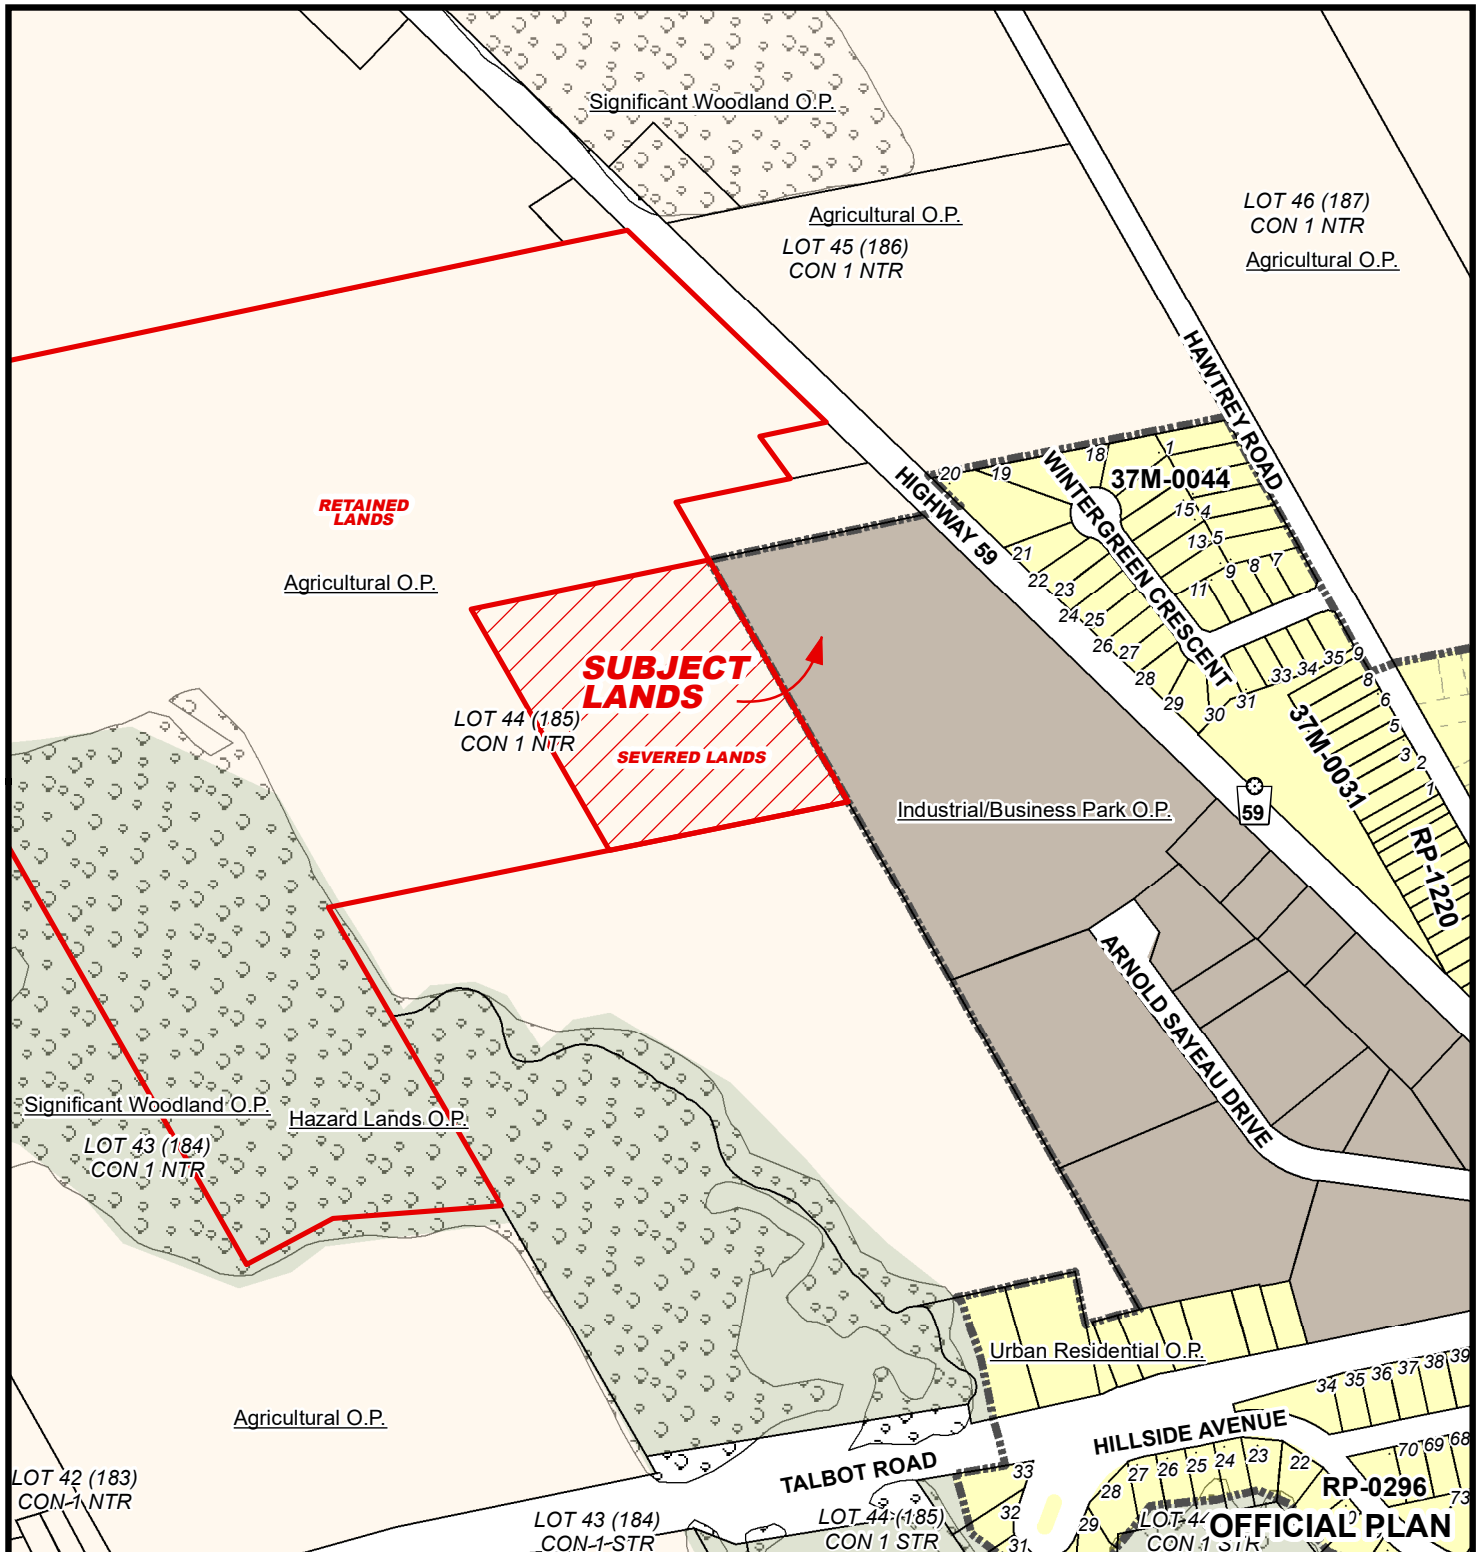 Significant Woodland O.P.
Agricultural O.P.
LOT 45 (186)
CON 1 NTR
LOT 46 (187)
CON 1 NTR
Agricultural O.P.
HAWTREY ROAD
HIGHWAY 59
WINTERGREEN CRESCENT
37M-0044
20
19
18
1
15
4
13
5
11
9
8
7
21
22
23
24
25
26
27
28
29
30
31
33
34
35
9
8
6
5
3
2
1
37M-0031
RP-1220
59
RETAINED
LANDS
Agricultural O.P.
SUBJECT
LANDS
SEVERED LANDS
LOT 44 (185)
CON 1 NTR
Industrial/Business Park O.P.
ARNOLD SAYEAU DRIVE
Significant Woodland O.P.
Hazard Lands O.P.
LOT 43 (184)
CON 1 NTR
Urban Residential O.P.
Agricultural O.P.
LOT 42 (183)
CON 1 NTR
TALBOT ROAD
HILLSIDE AVENUE
34
35
36
37
38
39
70
69
68
73
33
32
31
29
28
27
26
25
24
23
22
RP-0296
LOT 43 (184)
CON 1 STR
LOT 44 (185)
CON 1 STR
LOT 44
CON 1 STR
OFFICIAL PLAN